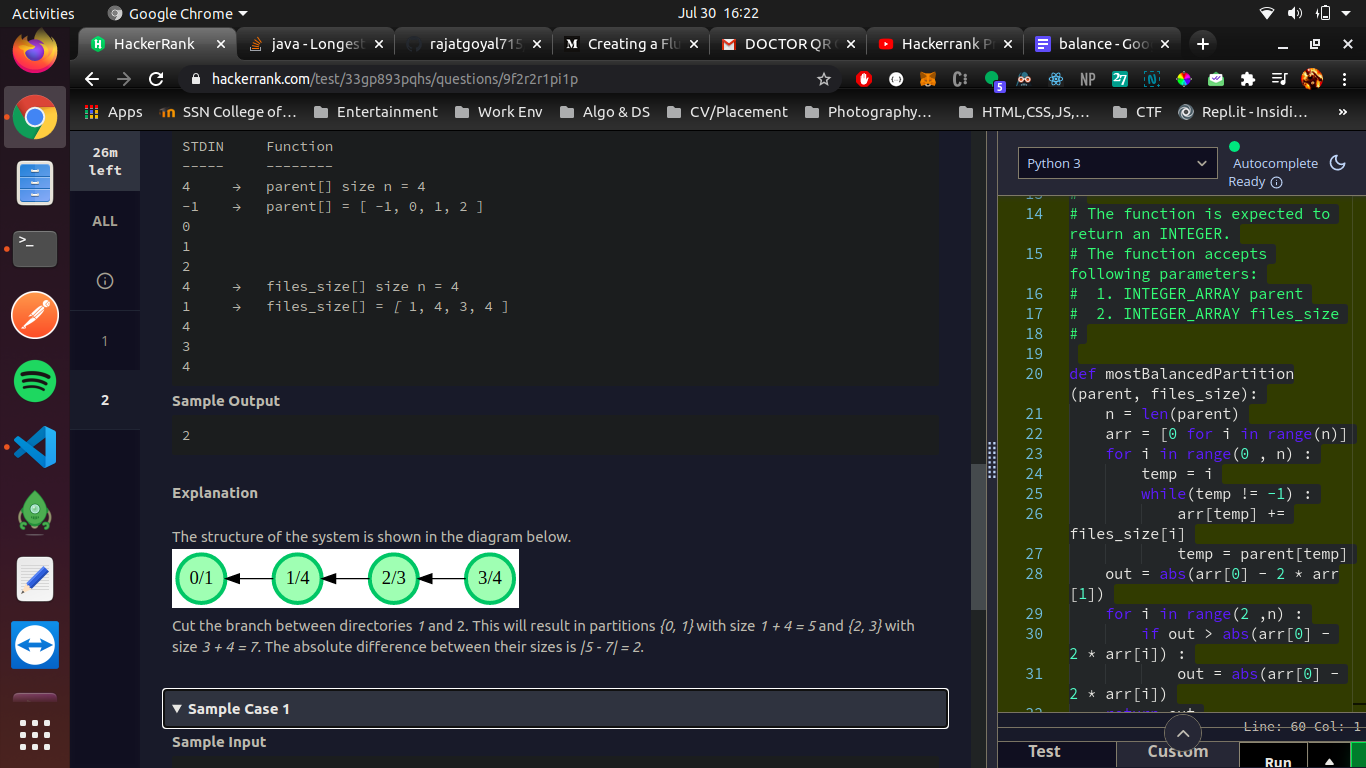 Activities
Google Chrome
Jul 30 16:22
HackerRank
java - Longest
rajatgoyal715
Creating a Flu
DOCTOR QR C
Hackerrank P
balance - Goo
hackerrank.com/test/33gp893pqhs/questions/9f2r2r1pi1p
5
NP
27
Apps
SSN College of...
Entertainment
Work Env
Algo & DS
CV/Placement
Photography,...
HTML,CSS,JS,...
CTF
Repl.it - Insidi...
»
26m
left
ALL
1
2
STDIN Function
----- --------
4 → parent[] size n = 4
-1 → parent[] = [ -1, 0, 1, 2 ]
0
1
2
4 → files_size[] size n = 4
1 → files_size[] = [ 1, 4, 3, 4 ]
4
3
4
Sample Output
2
Explanation
The structure of the system is shown in the diagram below.
0/1 1/4 2/3 3/4
Cut the branch between directories 1 and 2. This will result in partitions {0, 1} with size 1 + 4 = 5 and {2, 3} with
size 3 + 4 = 7. The absolute difference between their sizes is |5 - 7| = 2.
▼ Sample Case 1
Sample Input
Python 3
Autocomplete
Ready
13 #
14 # The function is expected to
return an INTEGER.
15 # The function accepts
following parameters:
16 # 1. INTEGER_ARRAY parent
17 # 2. INTEGER_ARRAY files_size
18 #
19
20 def mostBalancedPartition
(parent, files_size):
21 n = len(parent)
22 arr = [0 for i in range(n)]
23 for i in range(0 , n) :
24 temp = i
25 while(temp != -1) :
26 arr[temp] +=
files_size[i]
27 temp = parent[temp]
28 out = abs(arr[0] - 2 * arr
[1])
29 for i in range(2 ,n) :
30 if out > abs(arr[0] -
2 * arr[i]) :
31 out = abs(arr[0] -
2 * arr[i])
32 return out
Line: 60 Col: 1
Test
Custom
Run